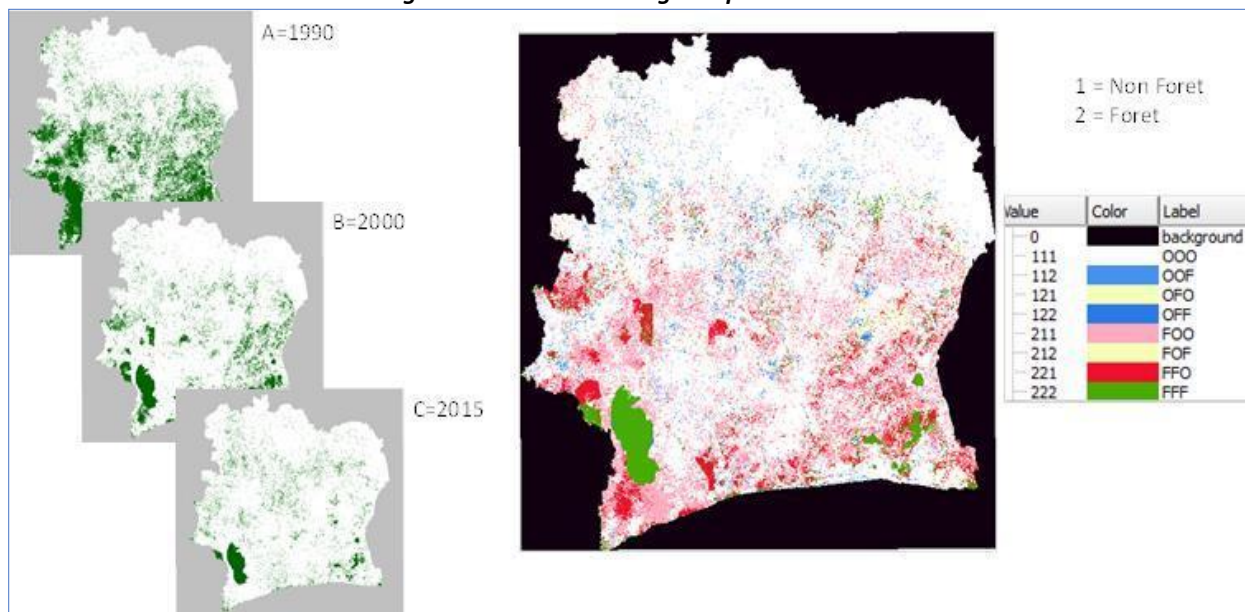 A=1990
B=2000
C=2015
1 = Non Foret
2 = Foret
Value Color Label
0 background
111 OOO
112 OOF
121 OFO
122 OFF
211 FOO
212 FOF
221 FFO
222 FFF